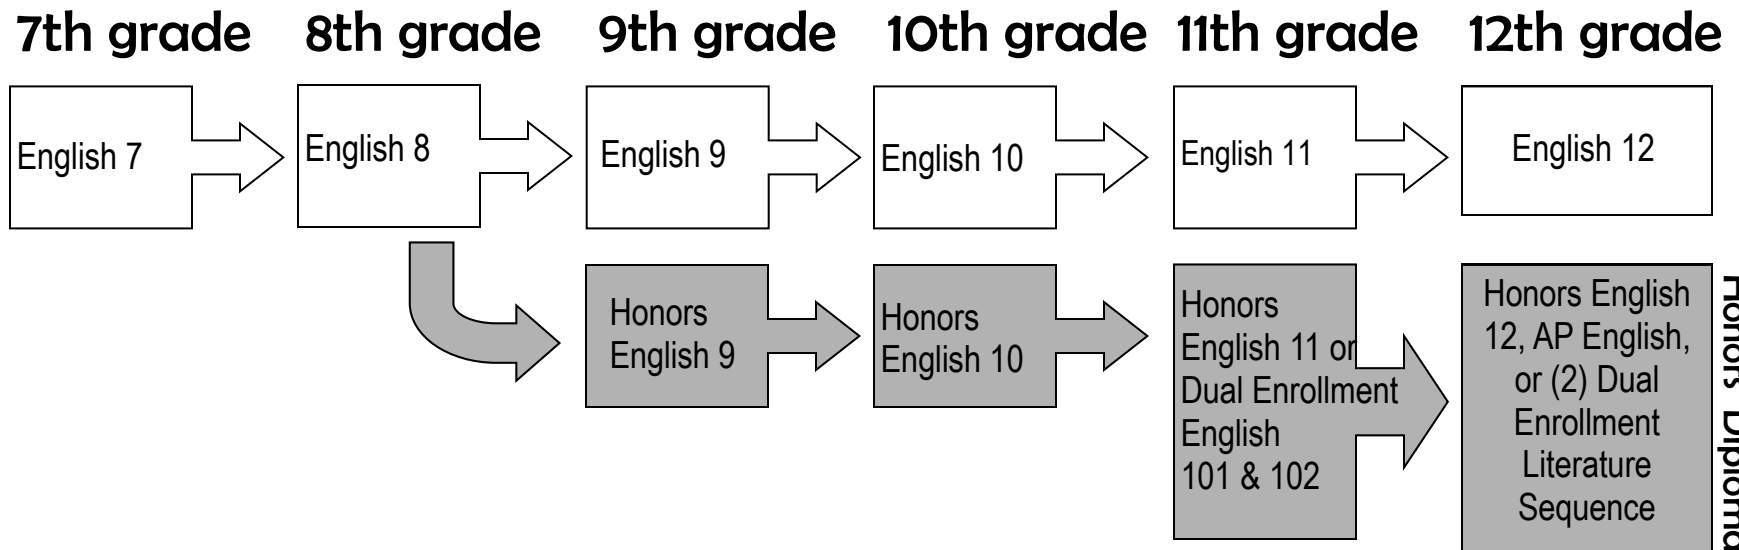 7th grade 8th grade 9th grade 10th grade 11th grade 12th grade
English 7
English 8
English 9
English 10
English 11
English 12
Honors
English 9
Honors
English 10
Honors
English 11 or
Dual Enrollment
English
101 & 102
Honors English
12, AP English,
or (2) Dual
Enrollment
Literature
Sequence
Honors Diploma